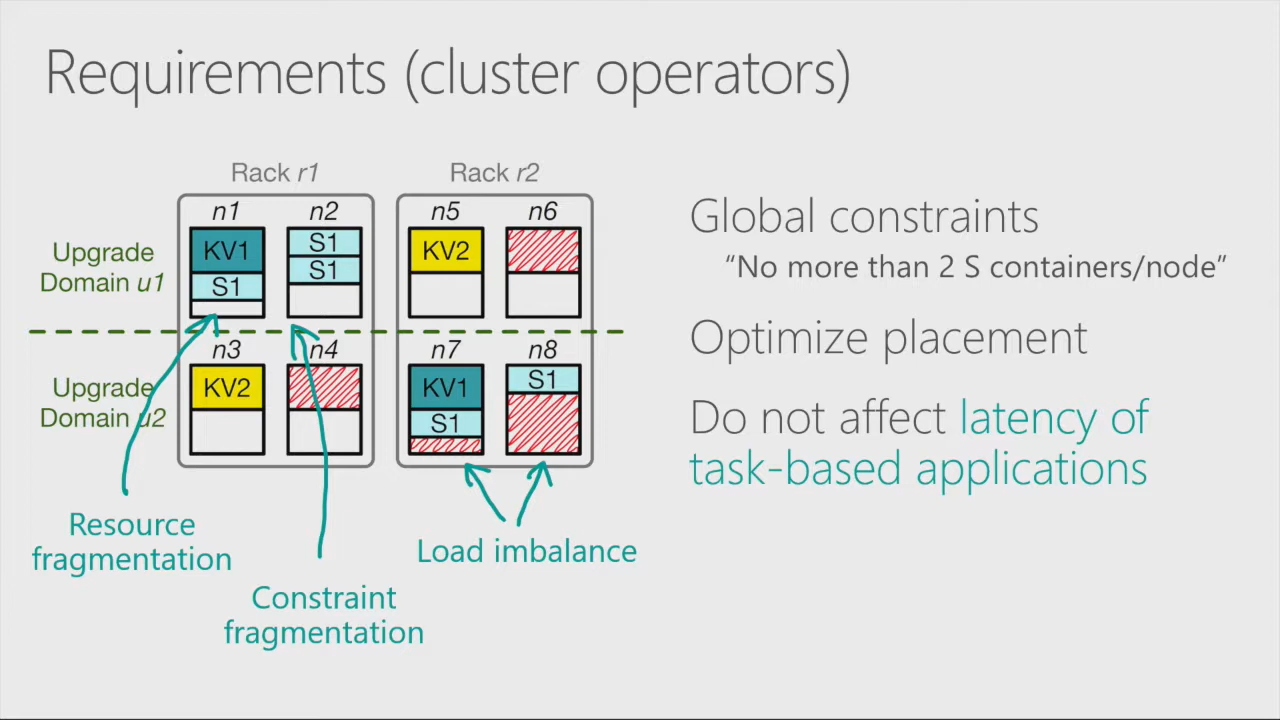 Requirements (cluster operators)
Rack r1
Rack r2
n1
n2
n5
n6
Upgrade
Domain u1
KV1
S1
S1
S1
KV2
n3
n4
n7
n8
Upgrade
Domain u2
KV2
KV1
S1
S1
Resource
fragmentation
Constraint
fragmentation
Load imbalance
Global constraints
“No more than 2 S containers/node”
Optimize placement
Do not affect latency of
task-based applications